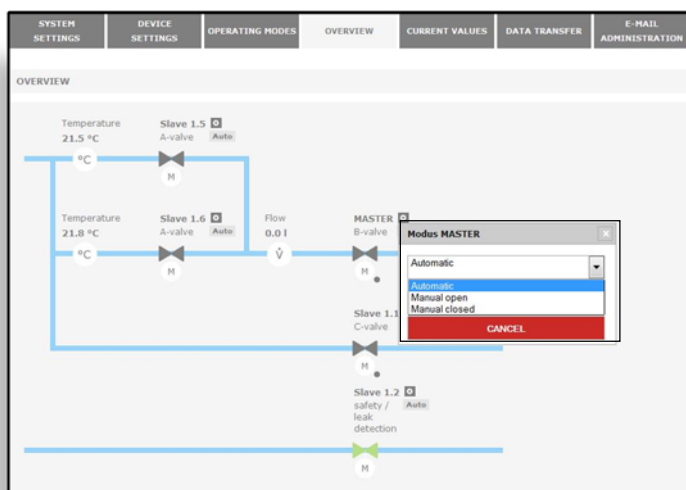 SYSTEM
SETTINGS
DEVICE
SETTINGS
OPERATING MODES
OVERVIEW
CURRENT VALUES
DATA TRANSFER
E-MAIL
ADMINISTRATION
OVERVIEW
Temperature
21.5 °C
°C
Slave 1.5
A-valve
Auto
M
Temperature
21.8 °C
°C
Slave 1.6
A-valve
Auto
M
Flow
0.0 l
V̇
MASTER
B-valve
M
Modus MASTER
Automatic
Automatic
Manual open
Manual closed
CANCEL
Slave 1.1
C-valve
M
Slave 1.2
Auto
safety /
leak
detection
M